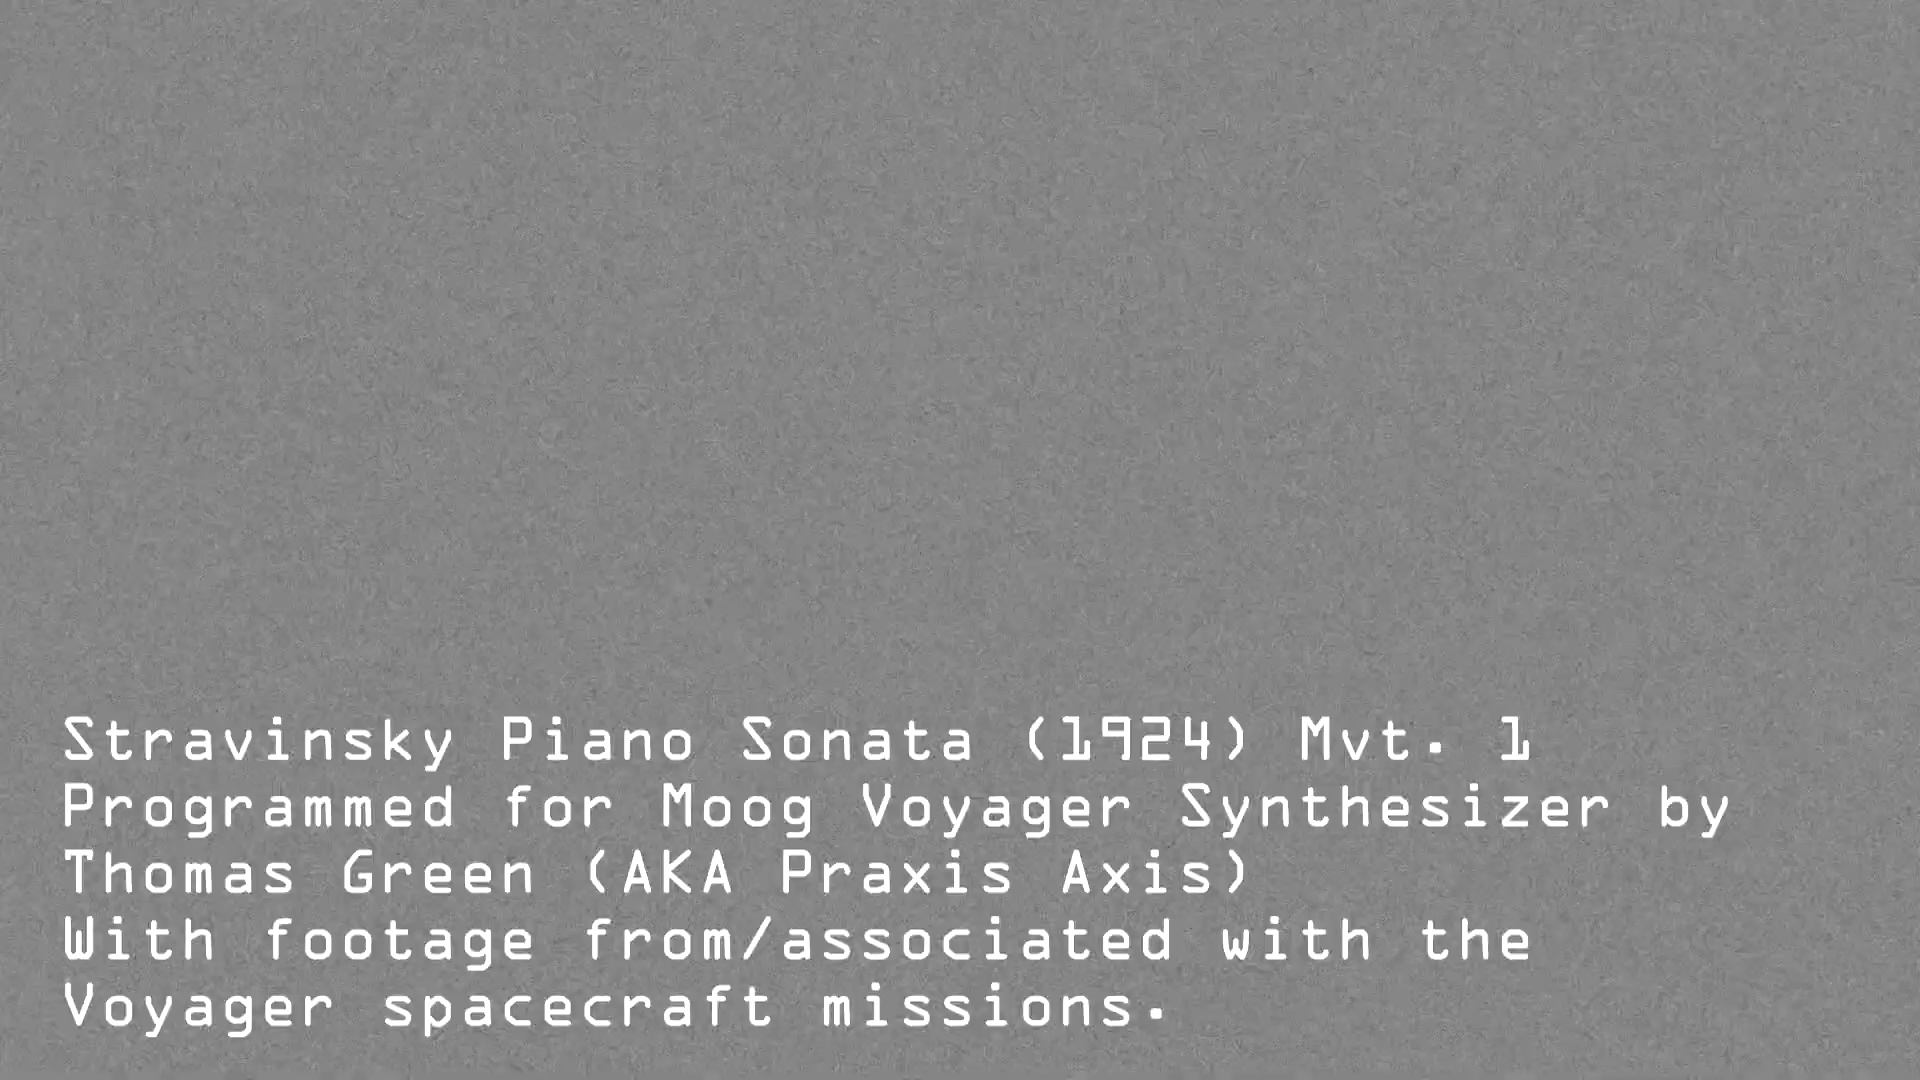 Stravinsky Piano Sonata (1924) Mvt. 1
Programmed for Moog Voyager Synthesizer by
Thomas Green (AKA Praxis Axis)
With footage from/associated with the
Voyager spacecraft missions.